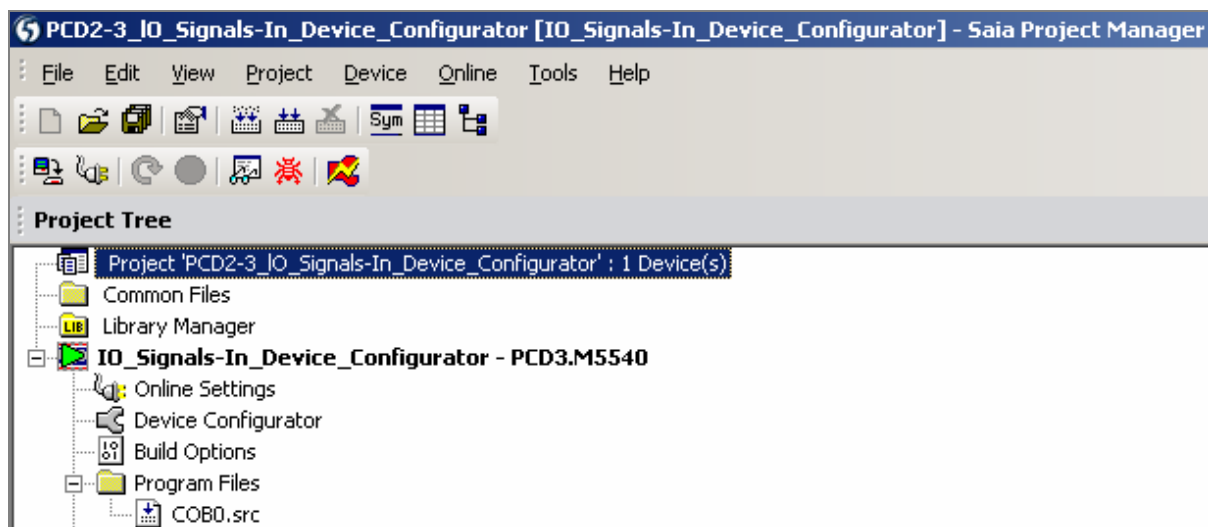 PCD2-3_lO_Signals-In_Device_Configurator [IO_Signals-In_Device_Configurator] - Saia Project Manager
File Edit View Project Device Online Tools Help
Sym
Project Tree
Project 'PCD2-3_lO_Signals-In_Device_Configurator' : 1 Device(s)
Common Files
LIB Library Manager
IO_Signals-In_Device_Configurator - PCD3.M5540
Online Settings
Device Configurator
Build Options
Program Files
COB0.src